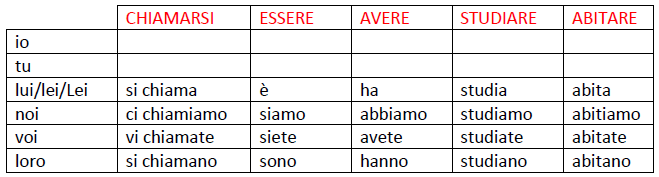 CHIAMARSI ESSERE AVERE STUDIARE ABITARE
io
tu
lui/lei/Lei si chiama è ha studia abita
noi ci chiamiamo siamo abbiamo studiamo abitiamo
voi vi chiamate siete avete studiate abitate
loro si chiamano sono hanno studiano abitano